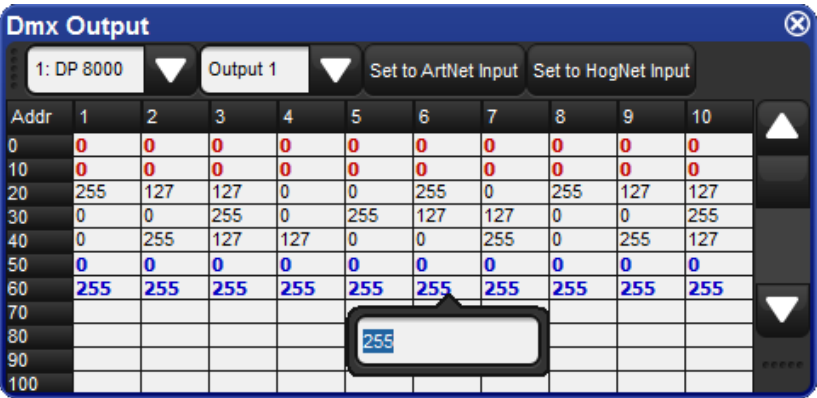 Dmx Output
1: DP 8000 Output 1 Set to ArtNet Input Set to HogNet Input
Addr 1 2 3 4 5 6 7 8 9 10
0 0 0 0 0 0 0 0 0 0 0
10 0 0 0 0 0 0 0 0 0 0
20 255 127 127 0 0 255 0 255 127 127
30 0 0 255 0 255 127 127 0 0 255
40 0 255 127 127 0 0 255 0 255 127
50 0 0 0 0 0 0 0 0 0 0
60 255 255 255 255 255 255 255 255 255 255
70
80 255
90
100